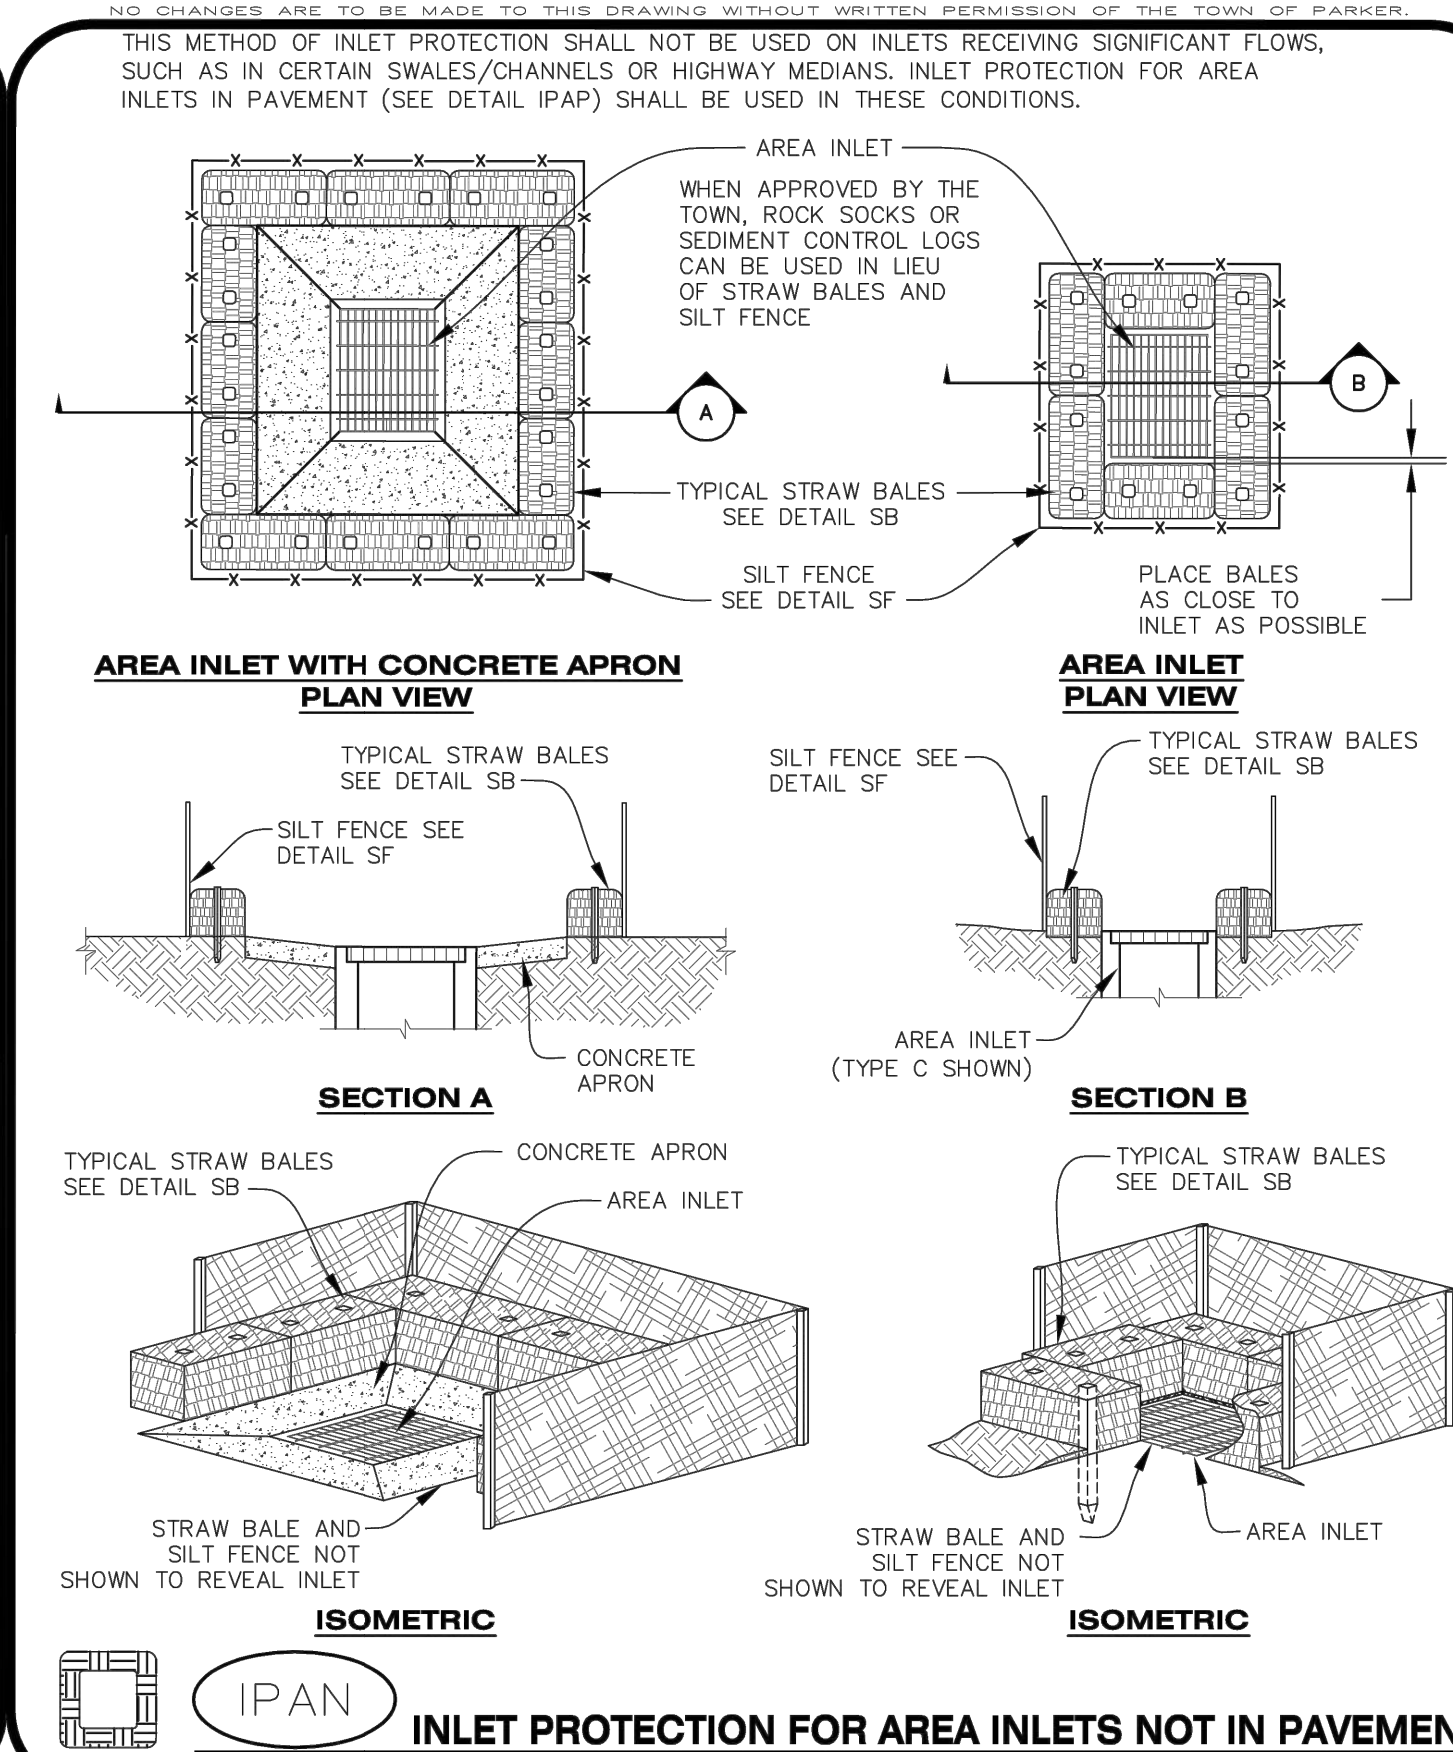 NO CHANGES ARE TO BE MADE TO THIS DRAWING WITHOUT WRITTEN PERMISSION OF THE TOWN OF PARKER.
THIS METHOD OF INLET PROTECTION SHALL NOT BE USED ON INLETS RECEIVING SIGNIFICANT FLOWS,
SUCH AS IN CERTAIN SWALES/CHANNELS OR HIGHWAY MEDIANS. INLET PROTECTION FOR AREA
INLETS IN PAVEMENT (SEE DETAIL IPAP) SHALL BE USED IN THESE CONDITIONS.
AREA INLET
WHEN APPROVED BY THE
TOWN, ROCK SOCKS OR
SEDIMENT CONTROL LOGS
CAN BE USED IN LIEU
OF STRAW BALES AND
SILT FENCE
A
B
TYPICAL STRAW BALES
SEE DETAIL SB
SILT FENCE
SEE DETAIL SF
PLACE BALES
AS CLOSE TO
INLET AS POSSIBLE
AREA INLET WITH CONCRETE APRON
PLAN VIEW
AREA INLET
PLAN VIEW
TYPICAL STRAW BALES
SEE DETAIL SB
SILT FENCE SEE
DETAIL SF
CONCRETE
APRON
SECTION A
SILT FENCE SEE
DETAIL SF
TYPICAL STRAW BALES
SEE DETAIL SB
AREA INLET
(TYPE C SHOWN)
SECTION B
TYPICAL STRAW BALES
SEE DETAIL SB
CONCRETE APRON
AREA INLET
STRAW BALE AND
SILT FENCE NOT
SHOWN TO REVEAL INLET
ISOMETRIC
TYPICAL STRAW BALES
SEE DETAIL SB
STRAW BALE AND
SILT FENCE NOT
SHOWN TO REVEAL INLET
AREA INLET
ISOMETRIC
IPAN
INLET PROTECTION FOR AREA INLETS NOT IN PAVEMEN